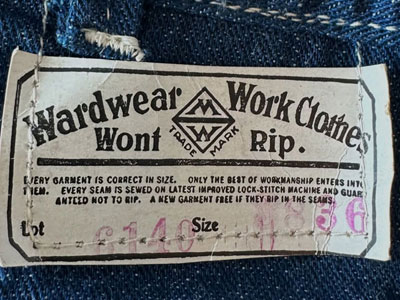 Wardwear Work Clothes
M
W
TRADE MARK
Wont Rip.
EVERY GARMENT IS CORRECT IN SIZE. ONLY THE BEST OF WORKMANSHIP ENTERS INTO
THEM. EVERY SEAM IS SEWED ON LATEST IMPROVED LOCK-STITCH MACHINE AND GUAR
ANTEED NOT TO RIP. A NEW GARMENT FREE IF THEY RIP IN THE SEAMS.
Lot 140 Size 36